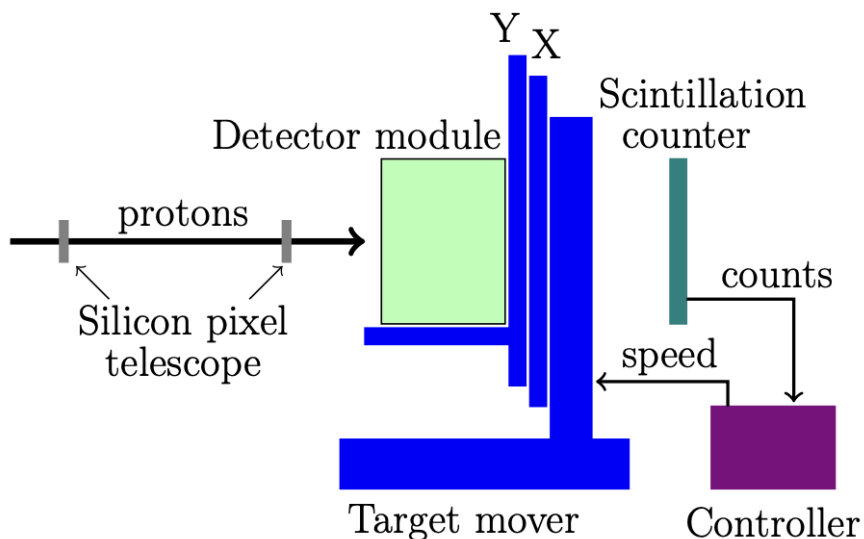 Y
X
Scintillation
counter
Detector module
protons
counts
Silicon pixel
telescope
speed
Target mover
Controller